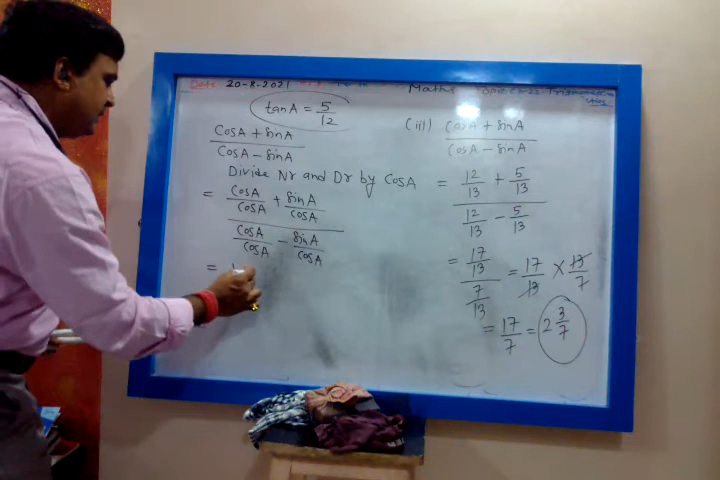 Date 20-8-2021
Maths Topic
tanA = 5/12
CosA + SinA / CosA - SinA
Divide Nr and Dr by CosA
= CosA/CosA + SinA/CosA
CosA/CosA - SinA/CosA
= 1
(iii) CosA + SinA / CosA - SinA
= 12/13 + 5/13
12/13 - 5/13
= 17/13 / 7/13 = 17/13 × 13/7
= 17/7 = 2 3/7